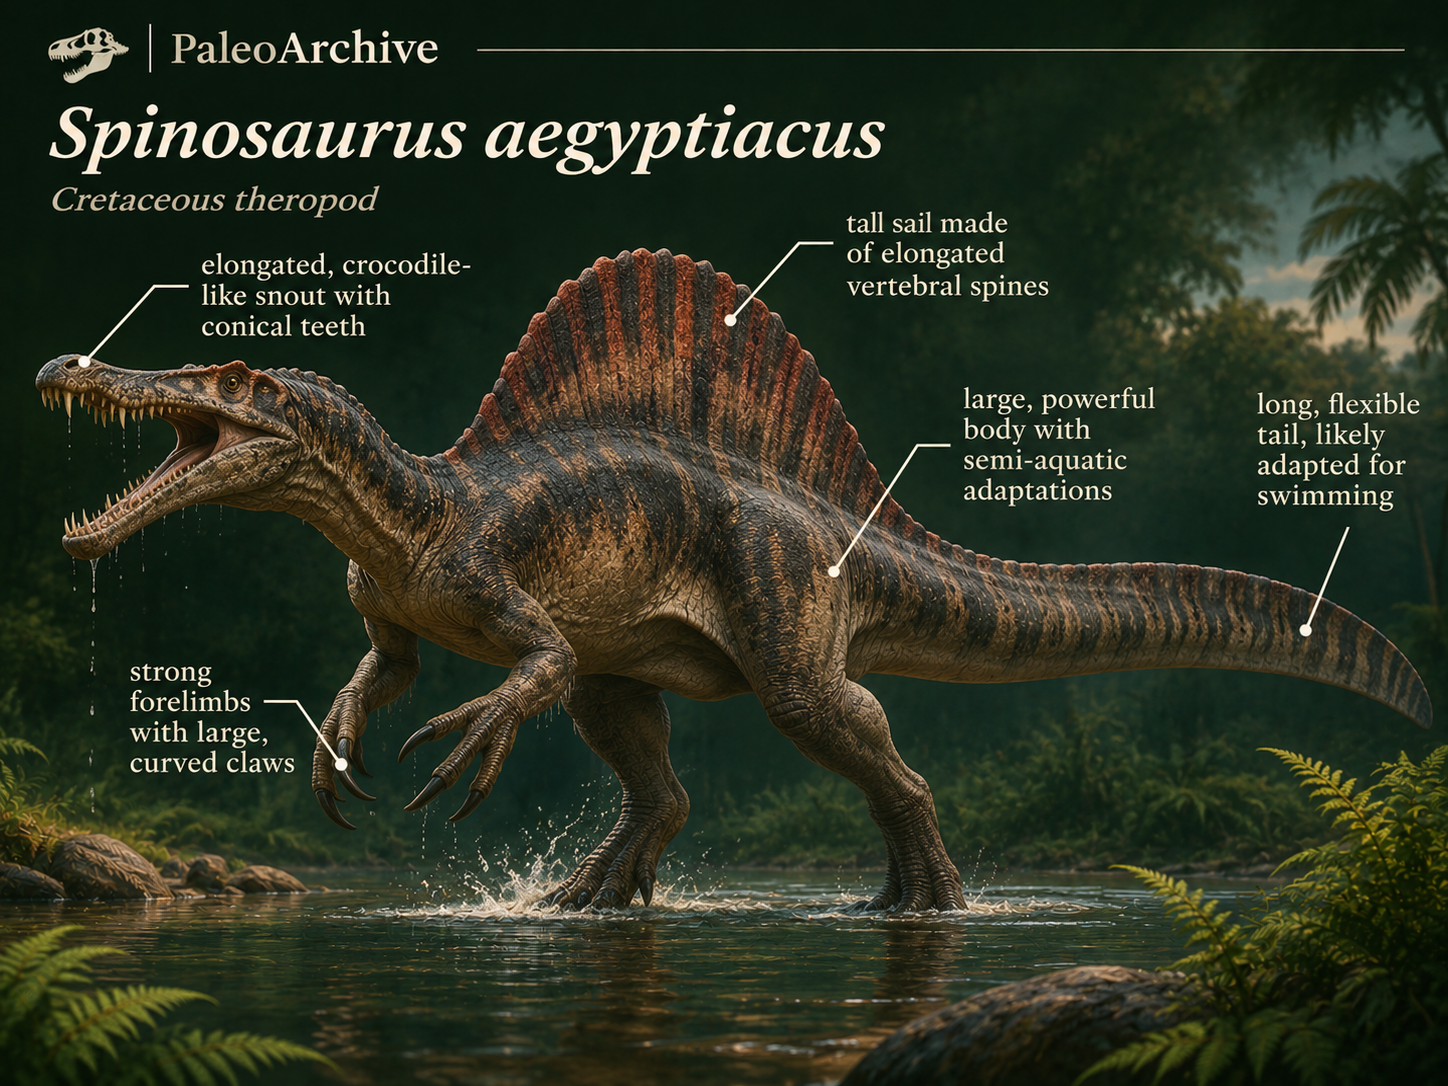 PaleoArchive
Spinosaurus aegyptiacus
Cretaceous theropod
elongated, crocodile-
like snout with
conical teeth
tall sail made
of elongated
vertebral spines
large, powerful
body with
semi-aquatic
adaptations
long, flexible
tail, likely
adapted for
swimming
strong
forelimbs
with large,
curved claws